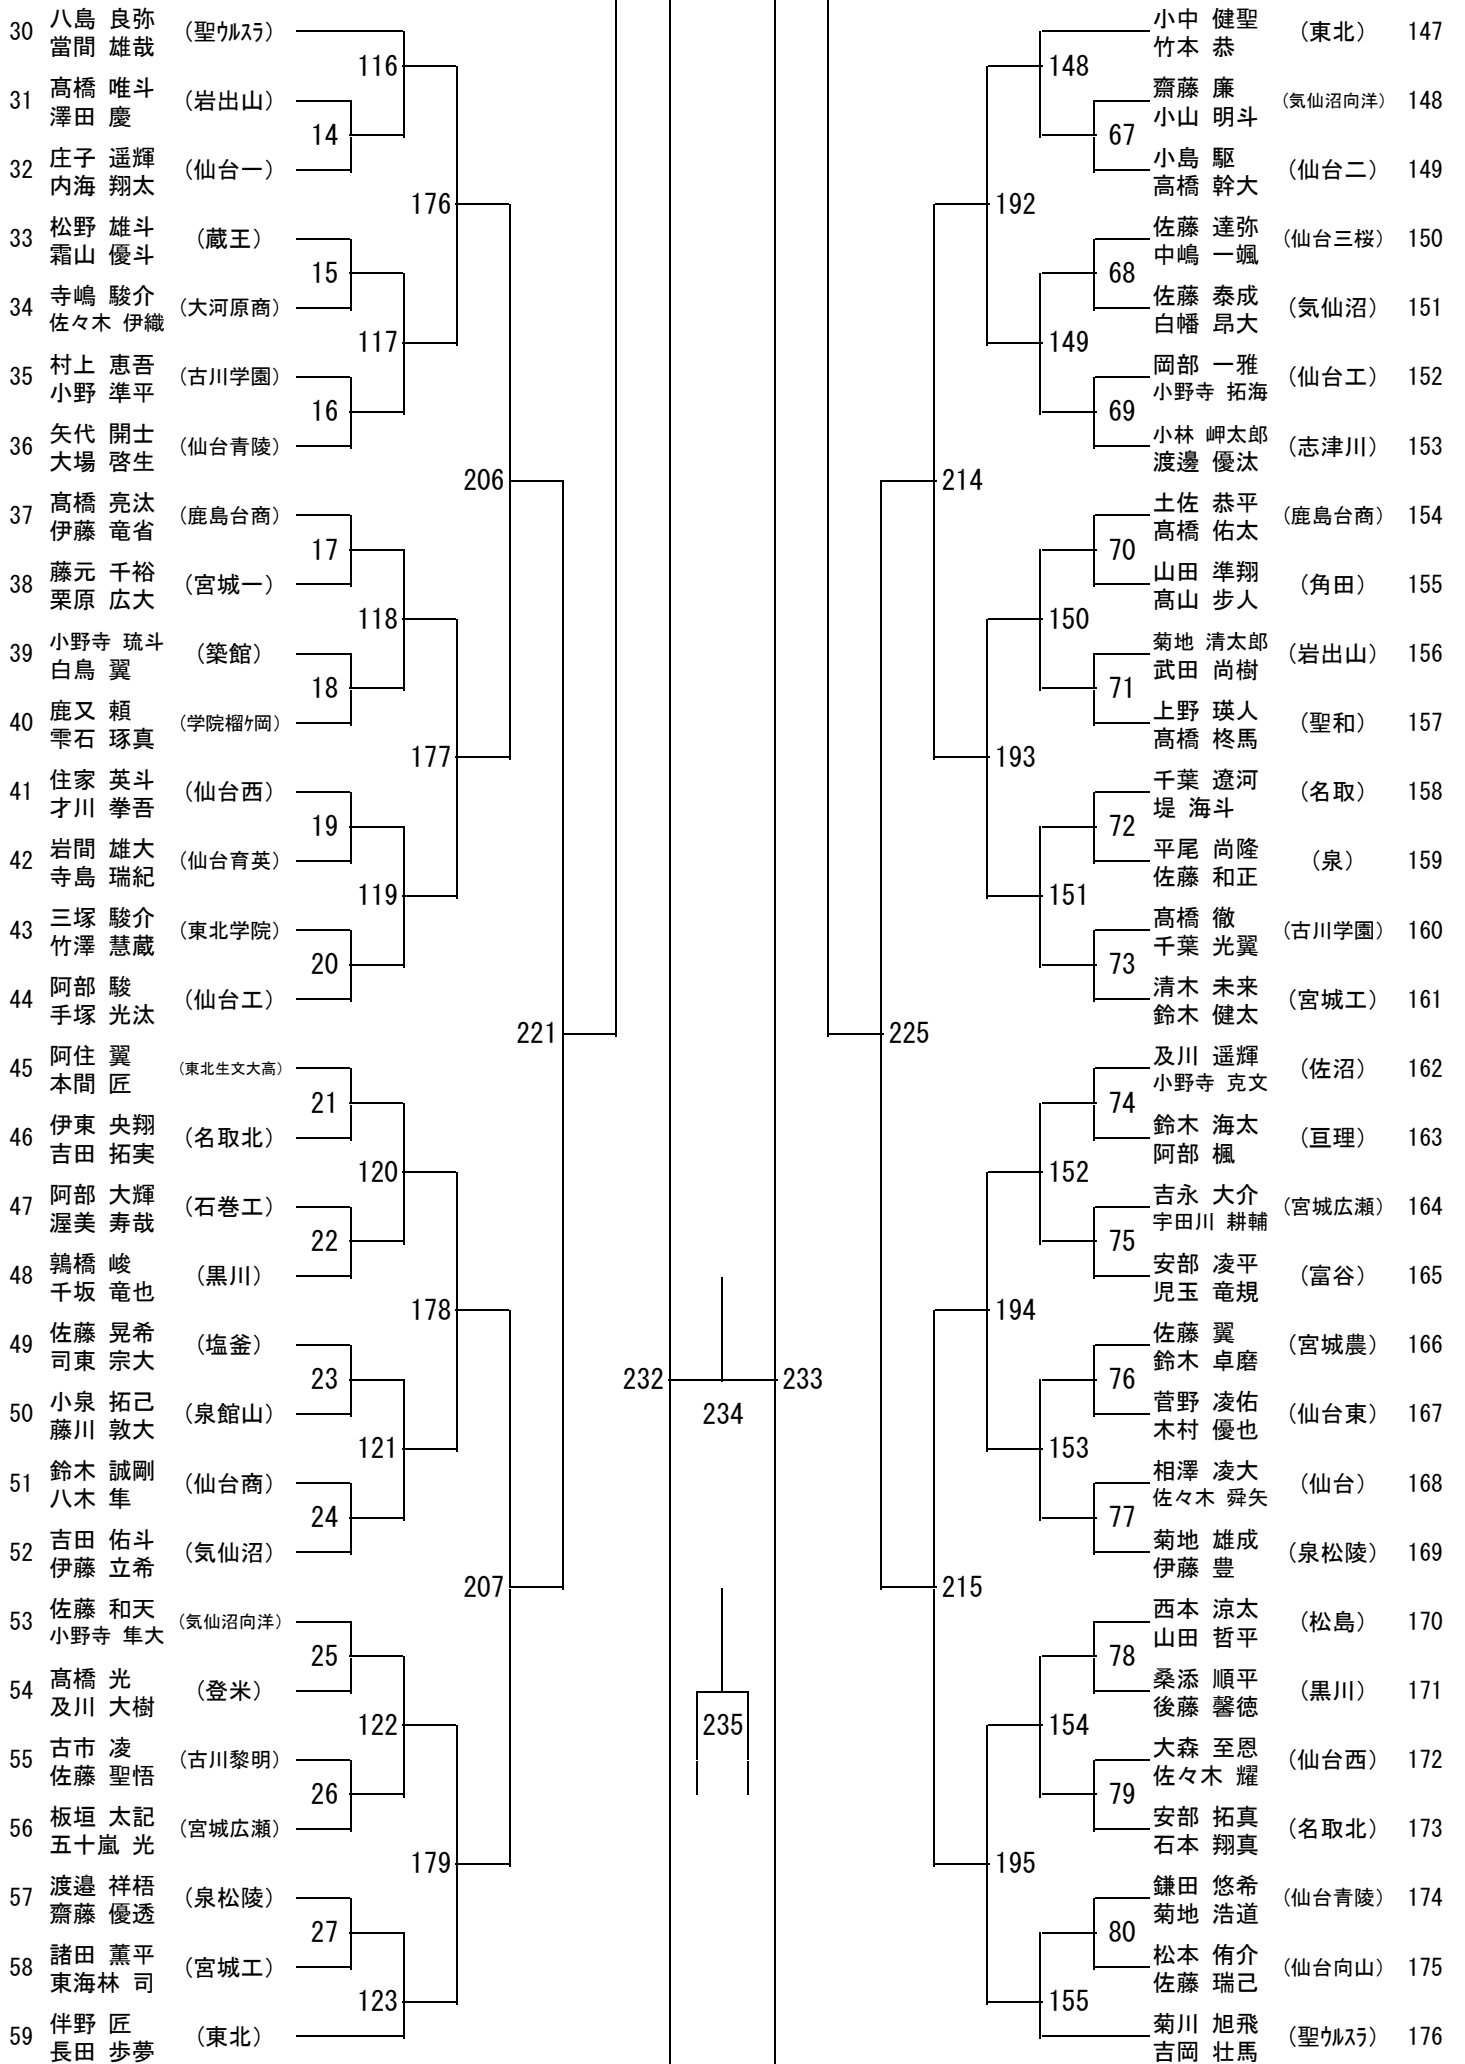 30 八島 良弥 (聖ウルスラ)
當間 雄哉
116
31 髙橋 唯斗 (岩出山)
澤田 慶
14
32 庄子 遥輝 (仙台一)
内海 翔太
176
33 松野 雄斗 (蔵王)
霜山 優斗
15
34 寺嶋 駿介 (大河原商)
佐々木 伊織
117
35 村上 恵吾 (古川学園)
小野 準平
16
36 矢代 開士 (仙台青陵)
大場 啓生
206
37 髙橋 亮汰 (鹿島台商)
伊藤 竜省
17
38 藤元 千裕 (宮城一)
栗原 広大
118
39 小野寺 琉斗 (築館)
白鳥 翼
18
40 鹿又 頼 (学院榴ケ岡)
雫石 琢真
177
41 住家 英斗 (仙台西)
才川 拳吾
19
42 岩間 雄大 (仙台育英)
寺島 瑞紀
119
43 三塚 駿介 (東北学院)
竹澤 慧蔵
20
44 阿部 駿 (仙台工)
手塚 光汰
221
45 阿住 翼 (東北生文大高)
本間 匠
21
46 伊東 央翔 (名取北)
吉田 拓実
120
47 阿部 大輝 (石巻工)
渥美 寿哉
22
48 鶉橋 峻 (黒川)
千坂 竜也
178
49 佐藤 晃希 (塩釜)
司東 宗大
23
50 小泉 拓己 (泉館山)
藤川 敦大
121
51 鈴木 誠剛 (仙台商)
八木 隼
24
52 吉田 佑斗 (気仙沼)
伊藤 立希
207
53 佐藤 和天 (気仙沼向洋)
小野寺 隼大
25
54 髙橋 光 (登米)
及川 大樹
122
55 古市 凌 (古川黎明)
佐藤 聖悟
26
56 板垣 太記 (宮城広瀬)
五十嵐 光
179
57 渡邉 祥梧 (泉松陵)
齋藤 優透
27
58 諸田 薫平 (宮城工)
東海林 司
123
59 伴野 匠 (東北)
長田 歩夢
232
233
234
235
小中 健聖 (東北) 147
竹本 恭
148
齋藤 廉 (気仙沼向洋) 148
小山 明斗
67
小島 駆 (仙台二) 149
高橋 幹大
192
佐藤 達弥 (仙台三桜) 150
中嶋 一颯
68
佐藤 泰成 (気仙沼) 151
白幡 昂大
149
岡部 一雅 (仙台工) 152
小野寺 拓海
69
小林 岬太郎 (志津川) 153
渡邊 優汰
214
土佐 恭平 (鹿島台商) 154
髙橋 佑太
70
山田 準翔 (角田) 155
髙山 歩人
150
菊地 清太郎 (岩出山) 156
武田 尚樹
71
上野 瑛人 (聖和) 157
髙橋 柊馬
193
千葉 遼河 (名取) 158
堤 海斗
72
平尾 尚隆 (泉) 159
佐藤 和正
151
髙橋 徹 (古川学園) 160
千葉 光翼
73
清木 未来 (宮城工) 161
鈴木 健太
225
及川 遥輝 (佐沼) 162
小野寺 克文
74
鈴木 海太 (亘理) 163
阿部 楓
152
吉永 大介 (宮城広瀬) 164
宇田川 耕輔
75
安部 凌平 (富谷) 165
児玉 竜規
194
佐藤 翼 (宮城農) 166
鈴木 卓磨
76
菅野 凌佑 (仙台東) 167
木村 優也
153
相澤 凌大 (仙台) 168
佐々木 舜矢
77
菊地 雄成 (泉松陵) 169
伊藤 豊
215
西本 涼太 (松島) 170
山田 哲平
78
桑添 順平 (黒川) 171
後藤 馨徳
154
大森 至恩 (仙台西) 172
佐々木 耀
79
安部 拓真 (名取北) 173
石本 翔真
195
鎌田 悠希 (仙台青陵) 174
菊地 浩道
80
松本 侑介 (仙台向山) 175
佐藤 瑞己
155
菊川 旭飛 (聖ウルスラ) 176
吉岡 壮馬